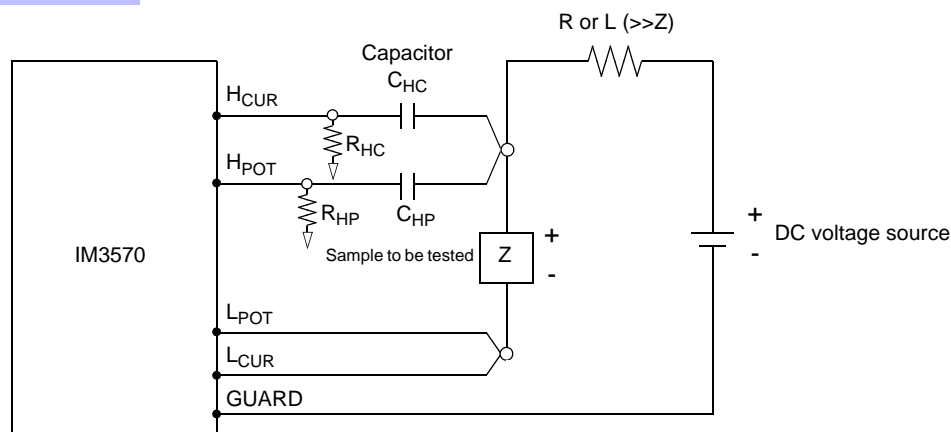 R or L (>>Z)
Capacitor
CHC
HCUR
RHC
HPOT
RHP
CHP
+
DC voltage source
-
IM3570
Sample to be tested
Z
+
-
LPOT
LCUR
GUARD